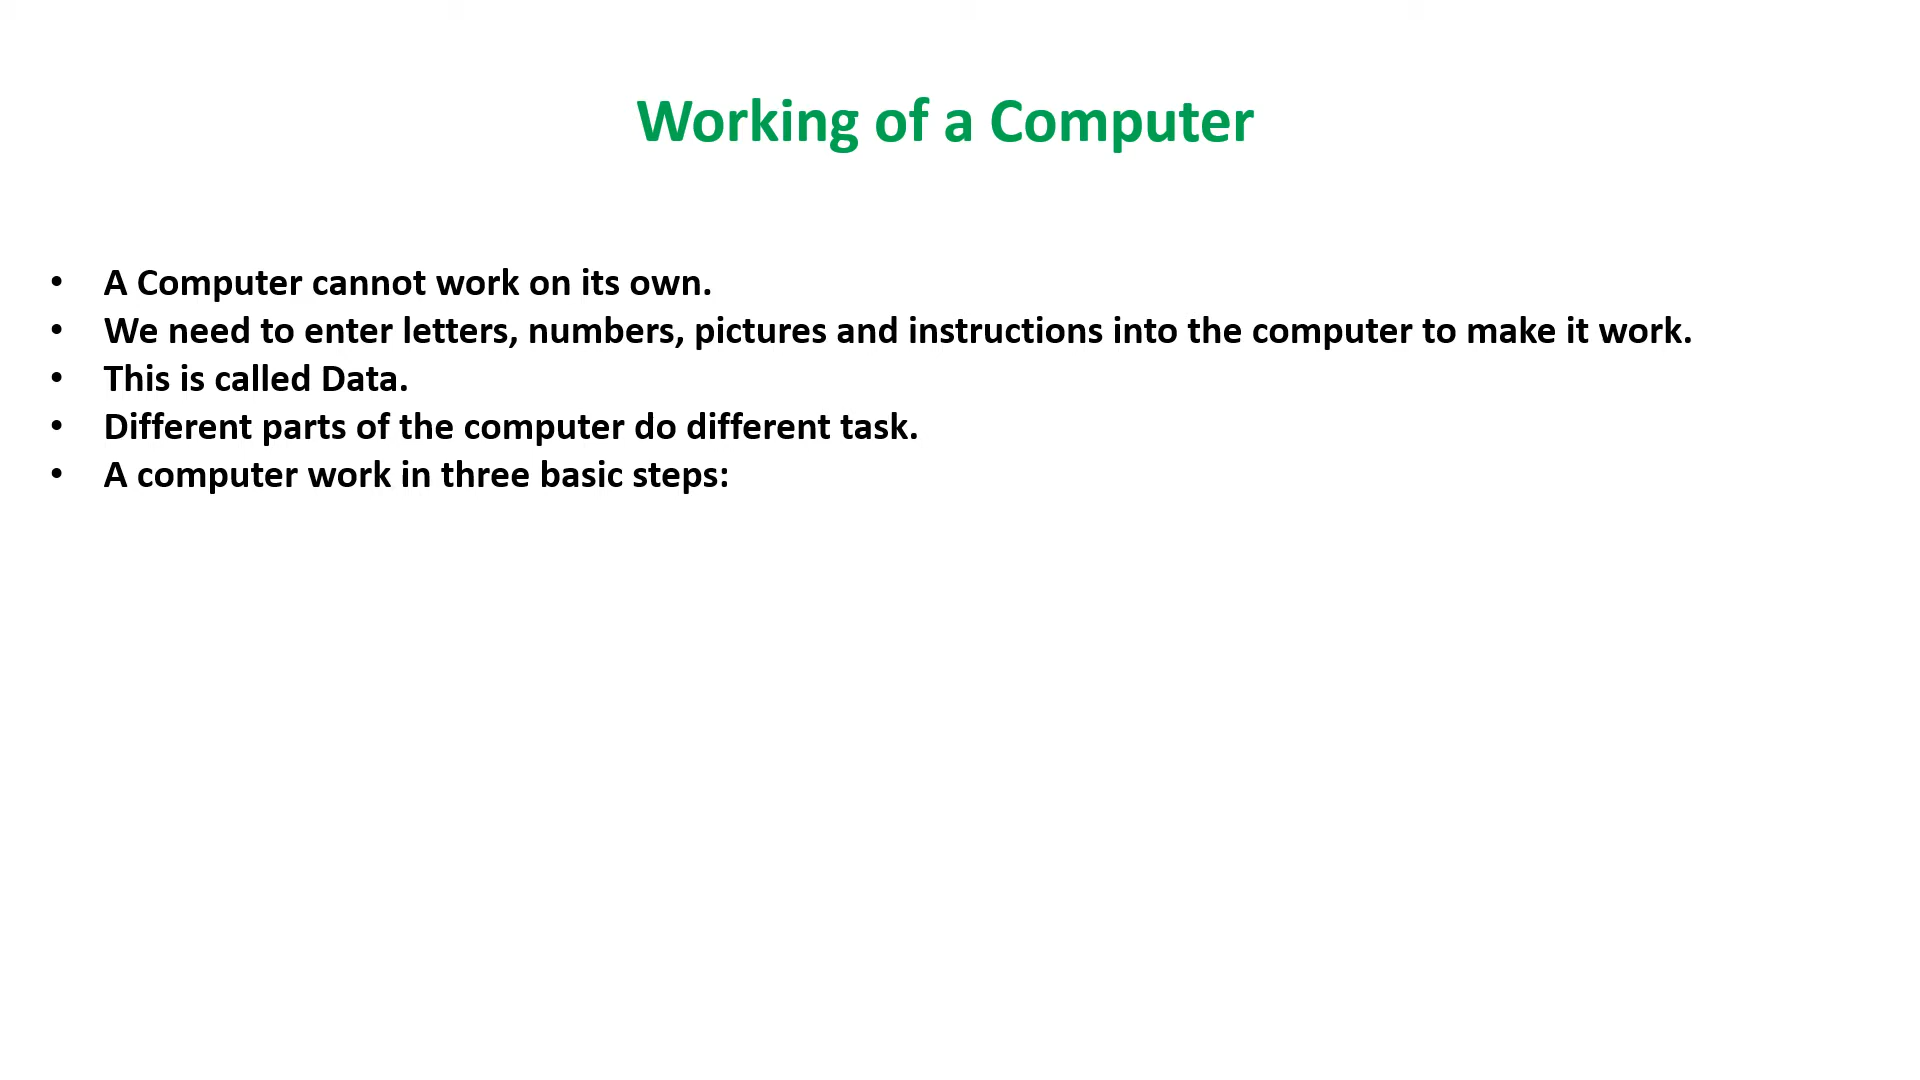 Working of a Computer
• A Computer cannot work on its own.
• We need to enter letters, numbers, pictures and instructions into the computer to make it work.
• This is called Data.
• Different parts of the computer do different task.
• A computer work in three basic steps: